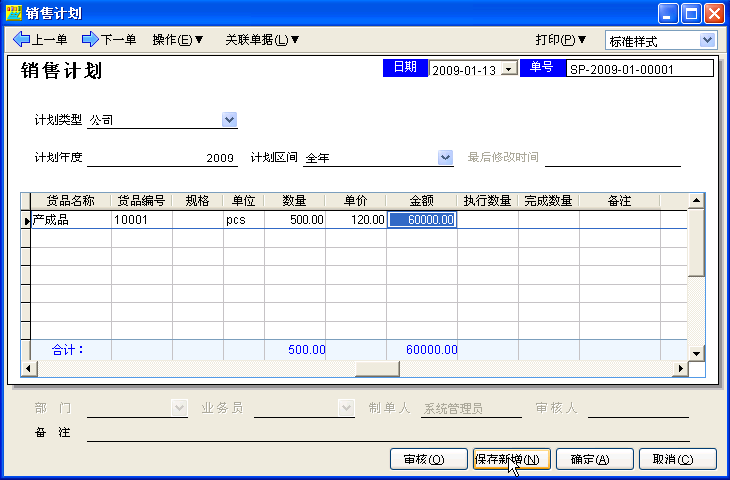 销售计划
上一单 下一单 操作(E)▼ 关联单据(L)▼ 打印(P)▼ 标准样式
销售计划 日期 2009-01-13 单号 SP-2009-01-00001
计划类型 公司
计划年度 2009 计划区间 全年 最后修改时间
货品名称 货品编号 规格 单位 数量 单价 金额 执行数量 完成数量 备注
产成品 10001 pcs 500.00 120.00 60000.00
合计： 500.00 60000.00
部 门 业务员 制单人 系统管理员 审核人
备 注
审核(O) 保存新增(N) 确定(A) 取消(C)